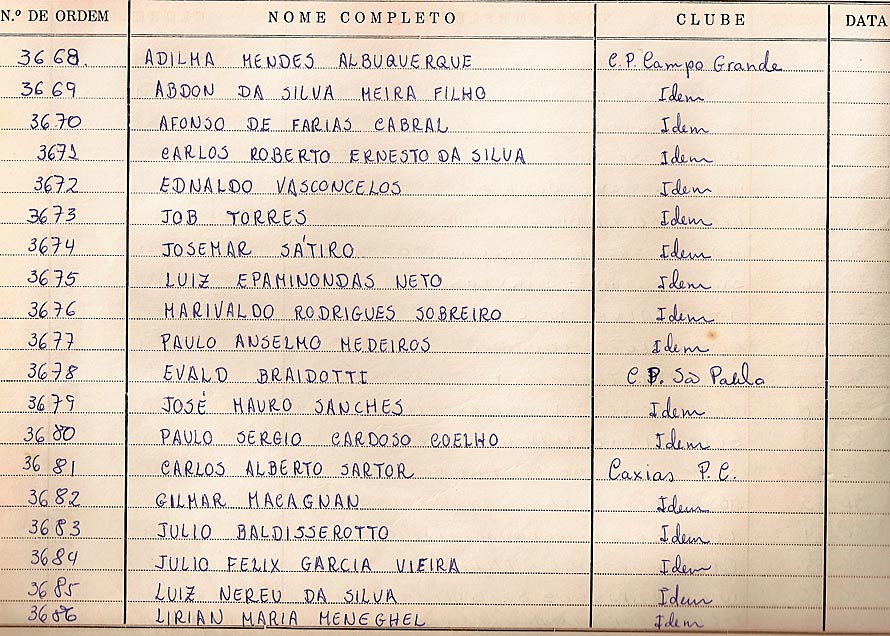 N.º DE ORDEM NOME COMPLETO CLUBE DATA
3668. ADILMA MENDES ALBUQUERQUE C.P. Campo Grande
3669 ABDON DA SILVA MEIRA FILHO Idem
3670 AFONSO DE FARIAS CABRAL Idem
3671 CARLOS ROBERTO ERNESTO DA SILVA Idem
3672 EDNALDO VASCONCELOS Idem
3673 JOB TORRES Idem
3674 JOSEMAR SÁTIRO Idem
3675 LUIZ EPAMINONDAS NETO Idem
3676 MARIVALDO RODRIGUES SOBREIRO Idem
3677 PAULO ANSELMO MEDEIROS Idem
3678 EVALD BRAIDOTTI C P. São Paulo
3679 JOSÉ MAURO SANCHES Idem
3680 PAULO SERGIO CARDOSO COELHO Idem
3681 CARLOS ALBERTO SARTOR Caxias P.C.
3682 GILMAR MACAGNAN Idem
3683 JULIO BALDISSEROTTO Idem
3684 JULIO FELIX GARCIA VIEIRA Idem
3685 LUIZ NEREU DA SILVA Idem
3686 LIRIAN MARIA MENEGHEL Idem